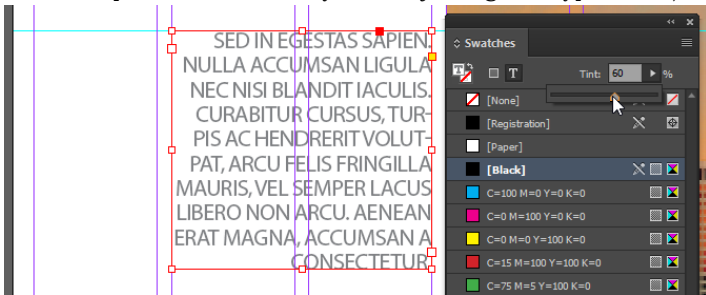 SED IN EGESTAS SAPIEN.
NULLA ACCUMSAN LIGULA
NEC NISI BLANDIT IACULIS.
CURABITUR CURSUS, TUR-
PIS AC HENDRERIT VOLUT-
PAT, ARCU FELIS FRINGILLA
MAURIS, VEL SEMPER LACUS
LIBERO NON ARCU. AENEAN
ERAT MAGNA, ACCUMSAN A
CONSECTETUR
Swatches
T Tint: 60 %
[None]
[Registration]
[Paper]
[Black]
C=100 M=0 Y=0 K=0
C=0 M=100 Y=0 K=0
C=0 M=0 Y=100 K=0
C=15 M=100 Y=100 K=0
C=75 M=5 Y=100 K=0